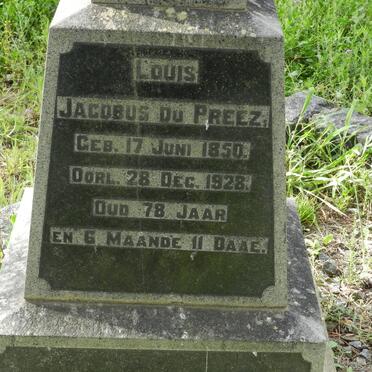 LOUIS
JACOBUS DU PREEZ,
GEB. 17 JUNI 1850.
OORL. 28 DEC. 1928.
OUD 78 JAAR
EN 6 MAANDE 11 DAAE.